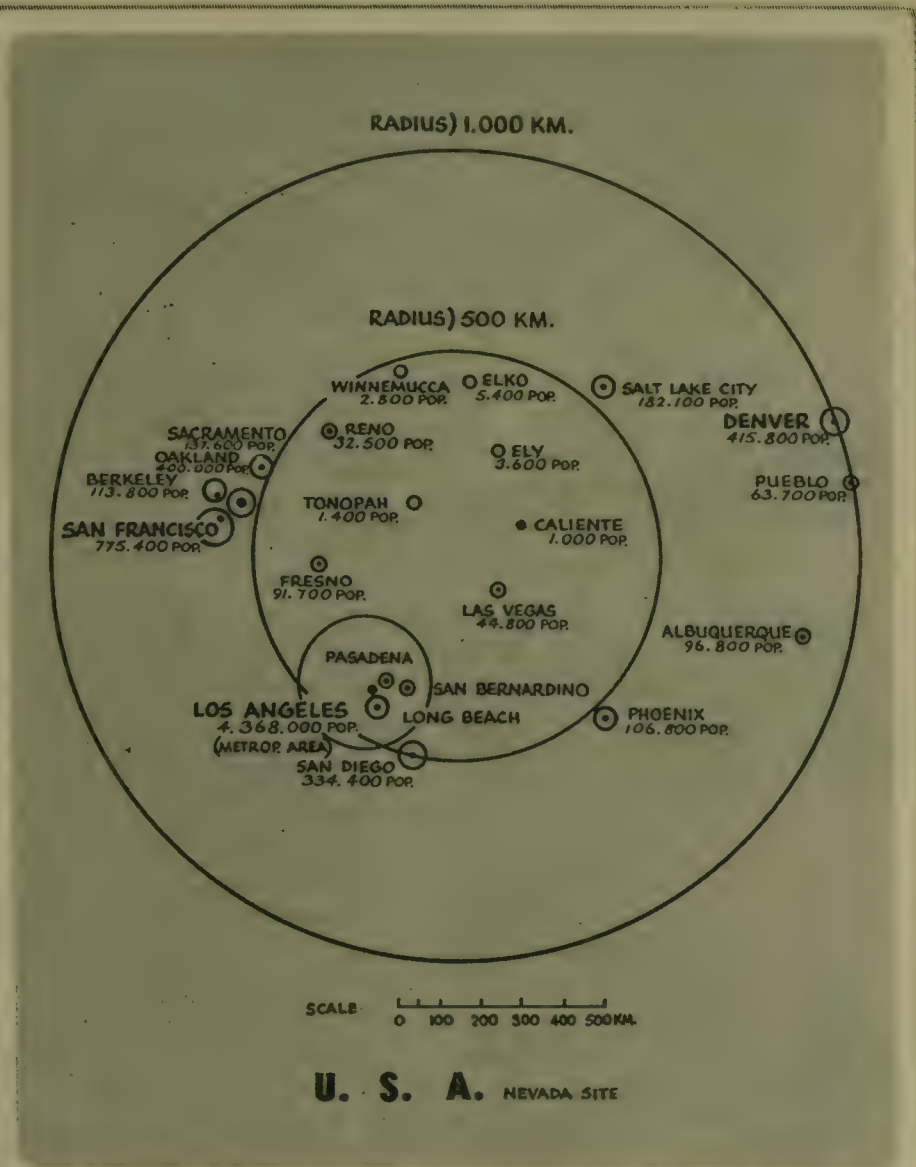 RADIUS) 1.000 KM.
RADIUS) 500 KM.
WINNEMUCCA
2.800 POP.
ELKO
5.400 POP.
SALT LAKE CITY
182.100 POP.
DENVER
415.800 POP.
SACRAMENTO
137.600 POP.
RENO
32.500 POP.
OAKLAND
400.000 POP.
ELY
3.600 POP.
BERKELEY
113.800 POP.
PUEBLO
63.700 POP.
TONOPAH
1.400 POP.
SAN FRANCISCO
775.400 POP.
CALIENTE
1.000 POP.
FRESNO
91.700 POP.
LAS VEGAS
44.800 POP.
ALBUQUERQUE
96.800 POP.
PASADENA
SAN BERNARDINO
LOS ANGELES
4.368.000 POP.
(METROP. AREA)
LONG BEACH
PHOENIX
106.800 POP.
SAN DIEGO
334.400 POP.
SCALE
0 100 200 300 400 500 KM.
U. S. A. NEVADA SITE